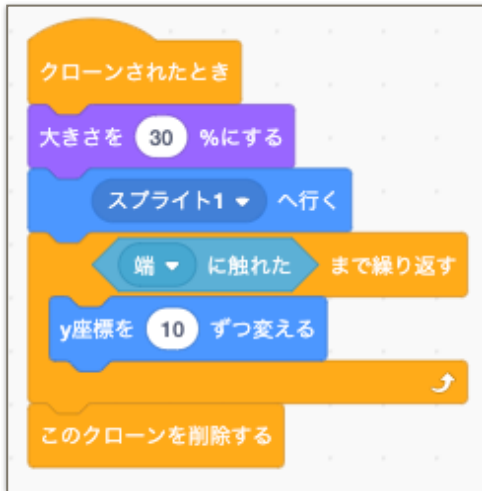 クローンされたとき
大きさを 30 %にする
スプライト1 へ行く
端 に触れた まで繰り返す
y座標を 10 ずつ変える
このクローンを削除する